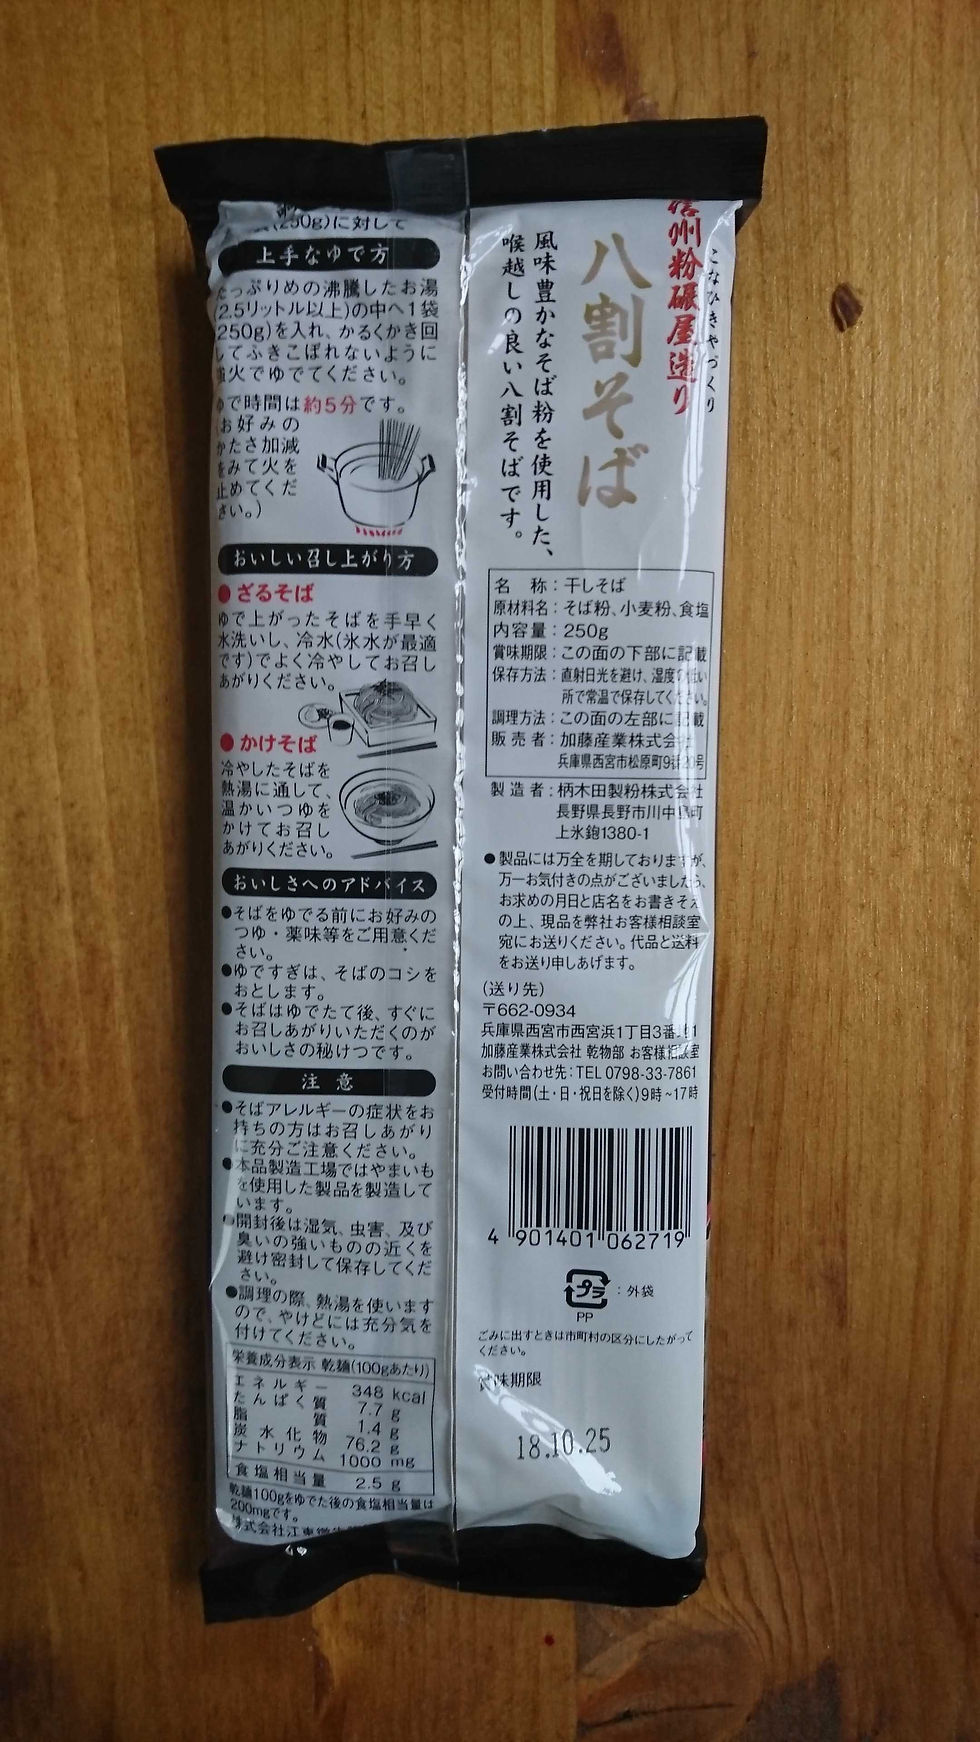 (250g)に対して
上手なゆで方
たっぷりめの沸騰したお湯
(2.5リットル以上)の中へ1袋
(250g)を入れ、かるくかき回
してふきこぼれないように
強火でゆでてください。
ゆで時間は約5分です。
(お好みの
かたさ加減
をみて火を
止めてくだ
さい。)
おいしい召し上がり方
●ざるそば
ゆで上がったそばを手早く
水洗いし、冷水(氷水が最適
です)でよく冷やしてお召し
あがりください。
●かけそば
冷やしたそばを
熱湯に通して、
温かいつゆを
かけてお召し
あがりください。
おいしさへのアドバイス
●そばをゆでる前にお好みの
つゆ・薬味等をご用意くだ
さい。
●ゆですぎは、そばのコシを
おとします。
●そばはゆでたて後、すぐに
お召しあがりいただくのが
おいしさの秘けつです。
注意
●そばアレルギーの症状をお
持ちの方はお召しあがり
に充分ご注意ください。
●本品製造工場ではやまいも
を使用した製品を製造して
います。
●開封後は湿気、虫害、及び
臭いの強いものの近くを
避け密封して保存してくだ
さい。
●調理の際、熱湯を使います
ので、やけどには充分気を
付けてください。
栄養成分表示 乾麺(100gあたり)
エネルギー 348 kcal
たんぱく質 7.7 g
脂質 1.4 g
炭水化物 76.2 g
ナトリウム 1000 mg
食塩相当量 2.5 g
乾麺100gをゆでた後の食塩相当量は
200mgです。
株式会社江東微生
信州粉碾屋造り
こなひきやづくり
八割そば
風味豊かなそば粉を使用した、
喉越しの良い八割そばです。
名称:干しそば
原材料名:そば粉、小麦粉、食塩
内容量:250g
賞味期限:この面の下部に記載
保存方法:直射日光を避け、湿度の低い
所で常温で保存してください。
調理方法:この面の左部に記載
販売者:加藤産業株式会社
兵庫県西宮市松原町9街20号
製造者:柄木田製粉株式会社
長野県長野市川中島町
上氷鉋1380-1
●製品には万全を期しておりますが、
万一お気付きの点がございましたら、
お求めの月日と店名をお書きそえ
の上、現品を弊社お客様相談室
宛にお送りください。代品と送料
をお送り申しあげます。
(送り先)
〒662-0934
兵庫県西宮市西宮浜1丁目3番
加藤産業株式会社 乾物部 お客様相談室
お問い合わせ先:TEL 0798-33-7861
受付時間(土・日・祝日を除く)9時~17時
4 901401 062719
プラ :外袋
PP
ごみに出すときは市町村の区分にしたがって
ください。
賞味期限
18.10.25